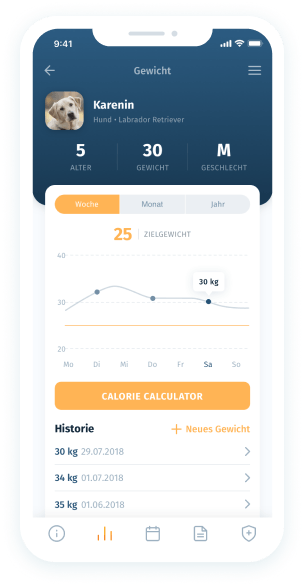 9:41
Gewicht
Karenin
Hund • Labrador Retriever
5 30 M
ALTER GEWICHT GESCHLECHT
Woche Monat Jahr
25 ZIELGEWICHT
40
30 kg
30
20
Mo Di Mi Do Fr Sa So
CALORIE CALCULATOR
Historie + Neues Gewicht
30 kg 29.07.2018
34 kg 01.07.2018
35 kg 01.06.2018